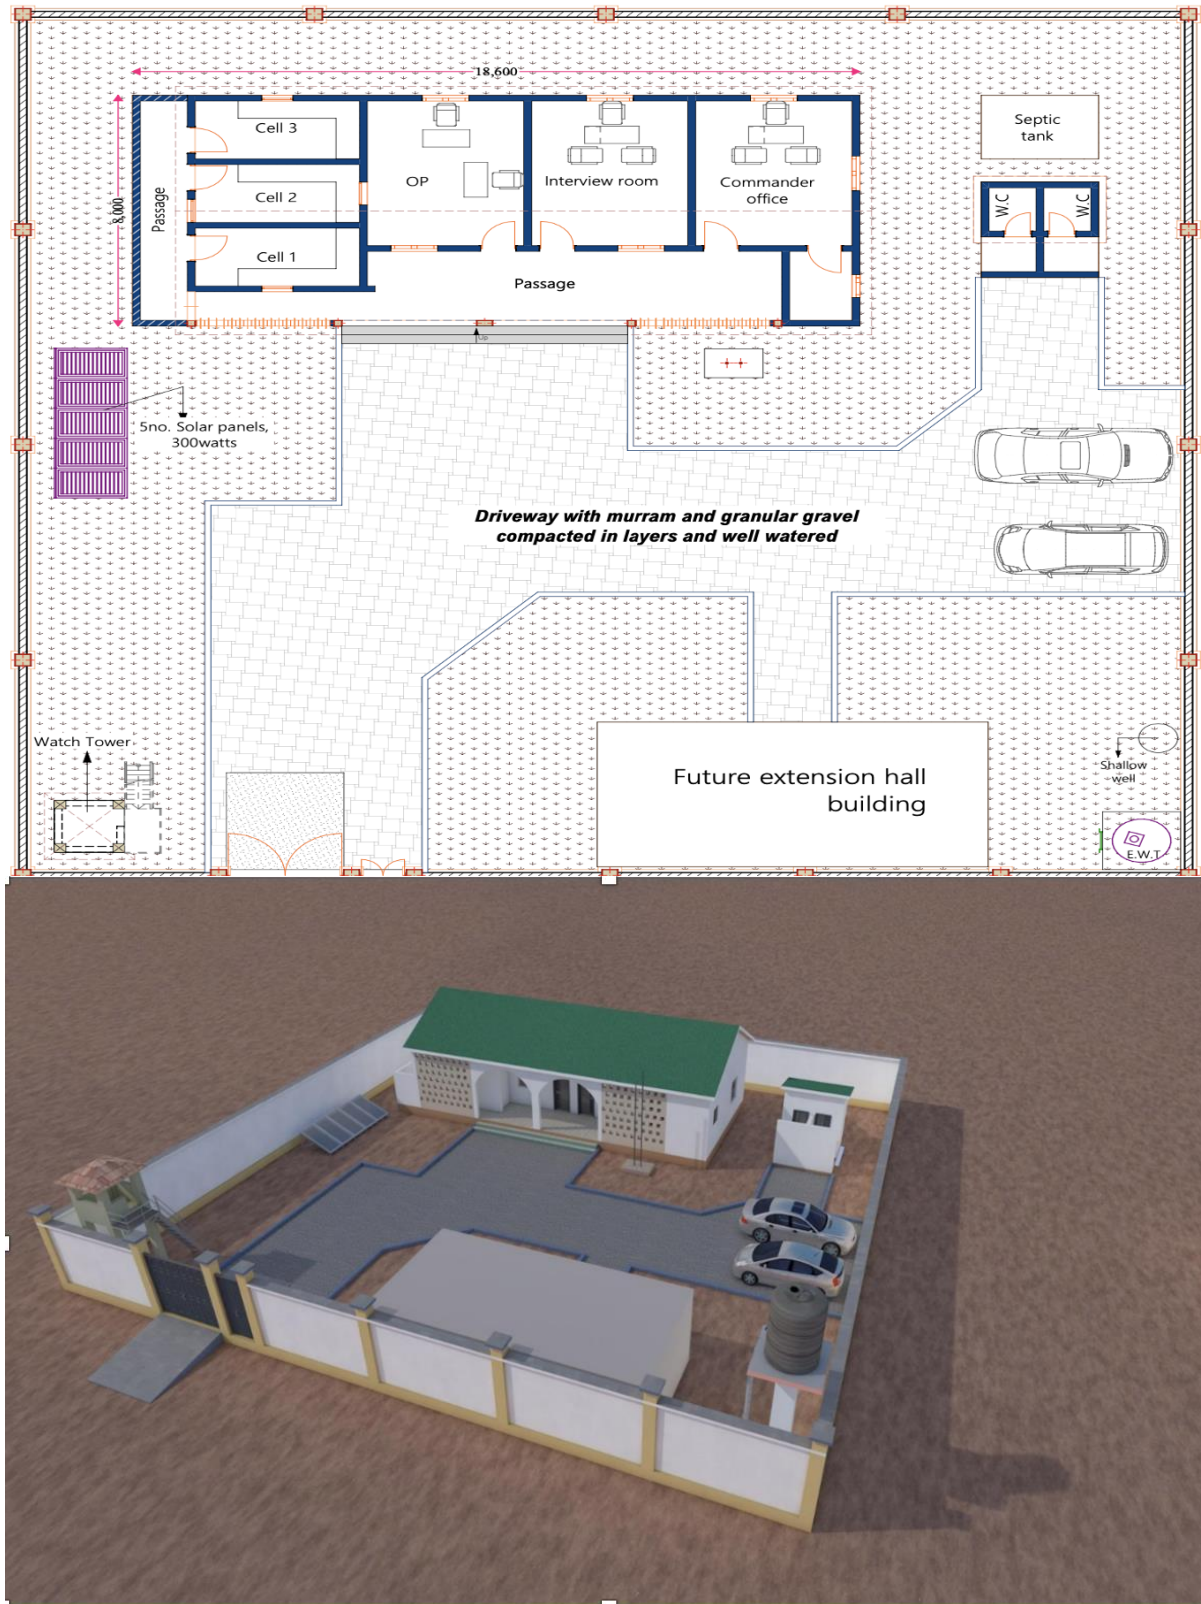 18,600
8,000
Passage
Cell 3
Cell 2
Cell 1
OP
Interview room
Commander
office
Passage
Up
Septic
tank
W.C
W.C
5no. Solar panels,
300watts
Driveway with murram and granular gravel
compacted in layers and well watered
Watch Tower
Future extension hall
building
Shallow
well
E.W.T